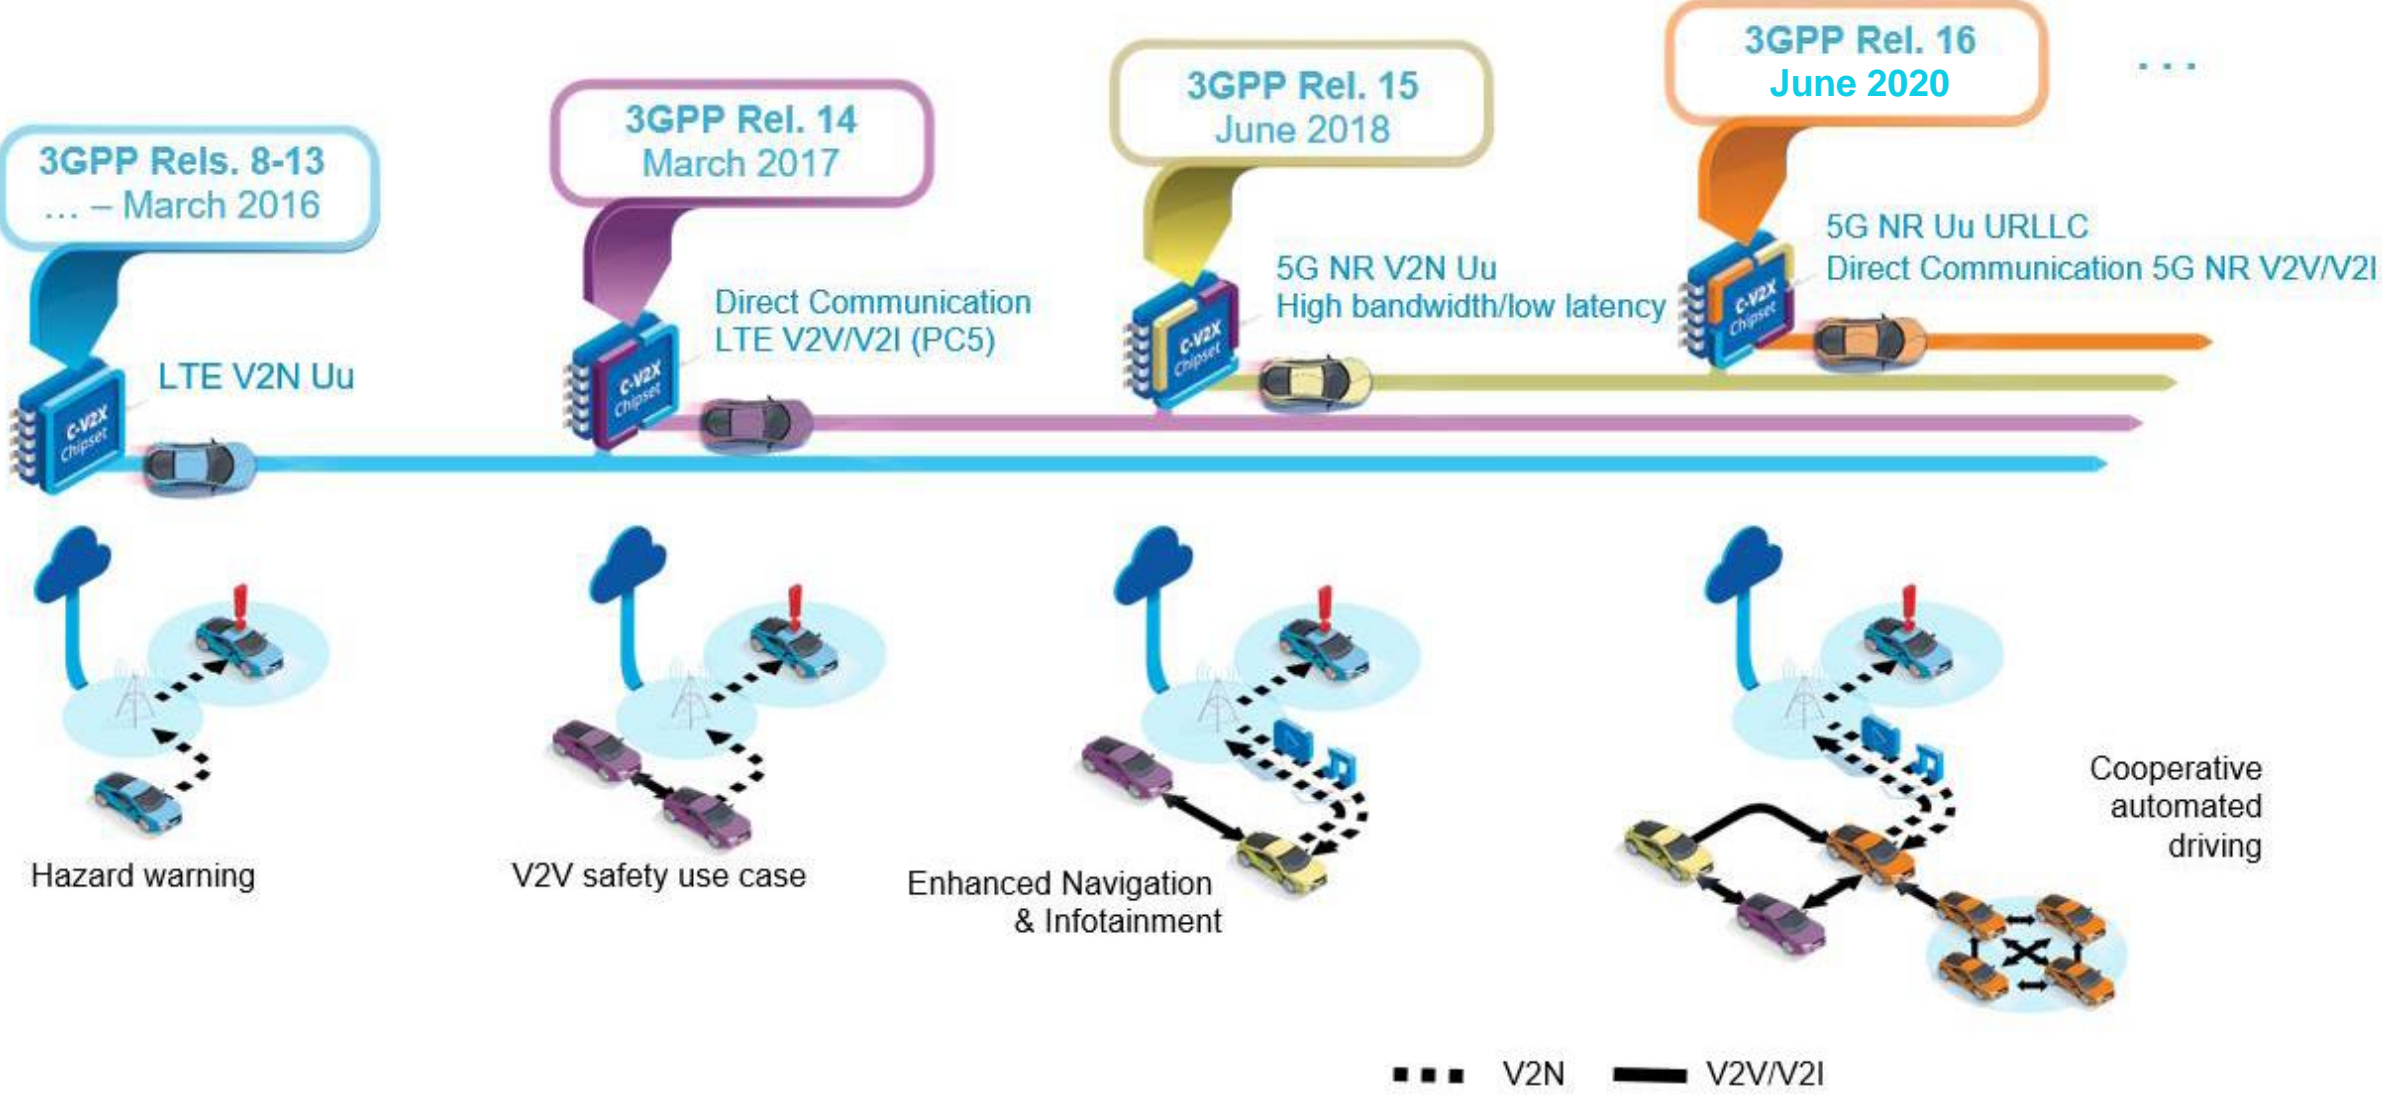 3GPP Rels. 8-13
... – March 2016
LTE V2N Uu
C-V2X
Chipset
3GPP Rel. 14
March 2017
Direct Communication
LTE V2V/V2I (PC5)
C-V2X
Chipset
3GPP Rel. 15
June 2018
5G NR V2N Uu
High bandwidth/low latency
C-V2X
Chipset
3GPP Rel. 16
June 2020
...
5G NR Uu URLLC
Direct Communication 5G NR V2V/V2I
C-V2X
Chipset
Hazard warning
V2V safety use case
Enhanced Navigation
& Infotainment
Cooperative
automated
driving
V2N
V2V/V2I